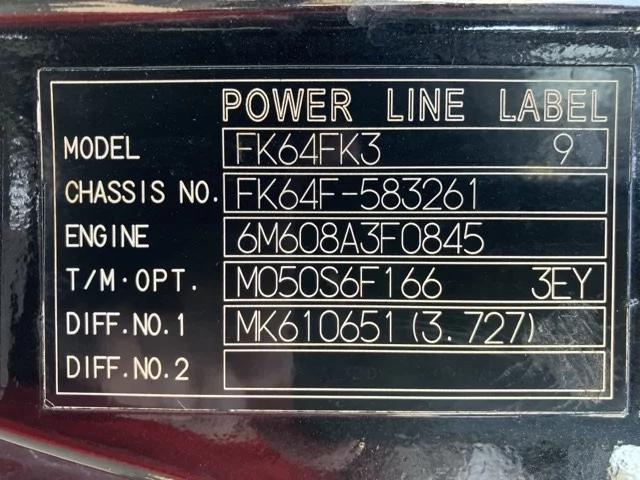 POWER LINE LABEL
MODEL FK64FK3 9
CHASSIS NO. FK64F-583261
ENGINE 6M608A3F0845
T/M·OPT. M050S6F166 3EY
DIFF.NO.1 MK610651(3.727)
DIFF.NO.2